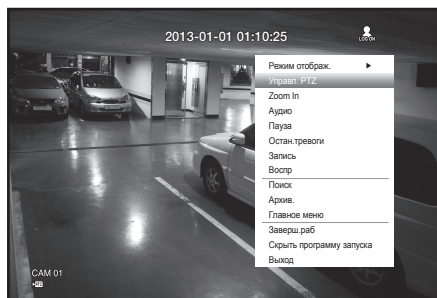 2013-01-01 01:10:25
LOG ON
Режим отображ.
Управл. PTZ
Zoom In
Аудио
Пауза
Остан.тревоги
Запись
Воспр
Поиск
Архив.
Главное меню
Заверш.раб
Скрыть программу запуска
Выход
CAM 01